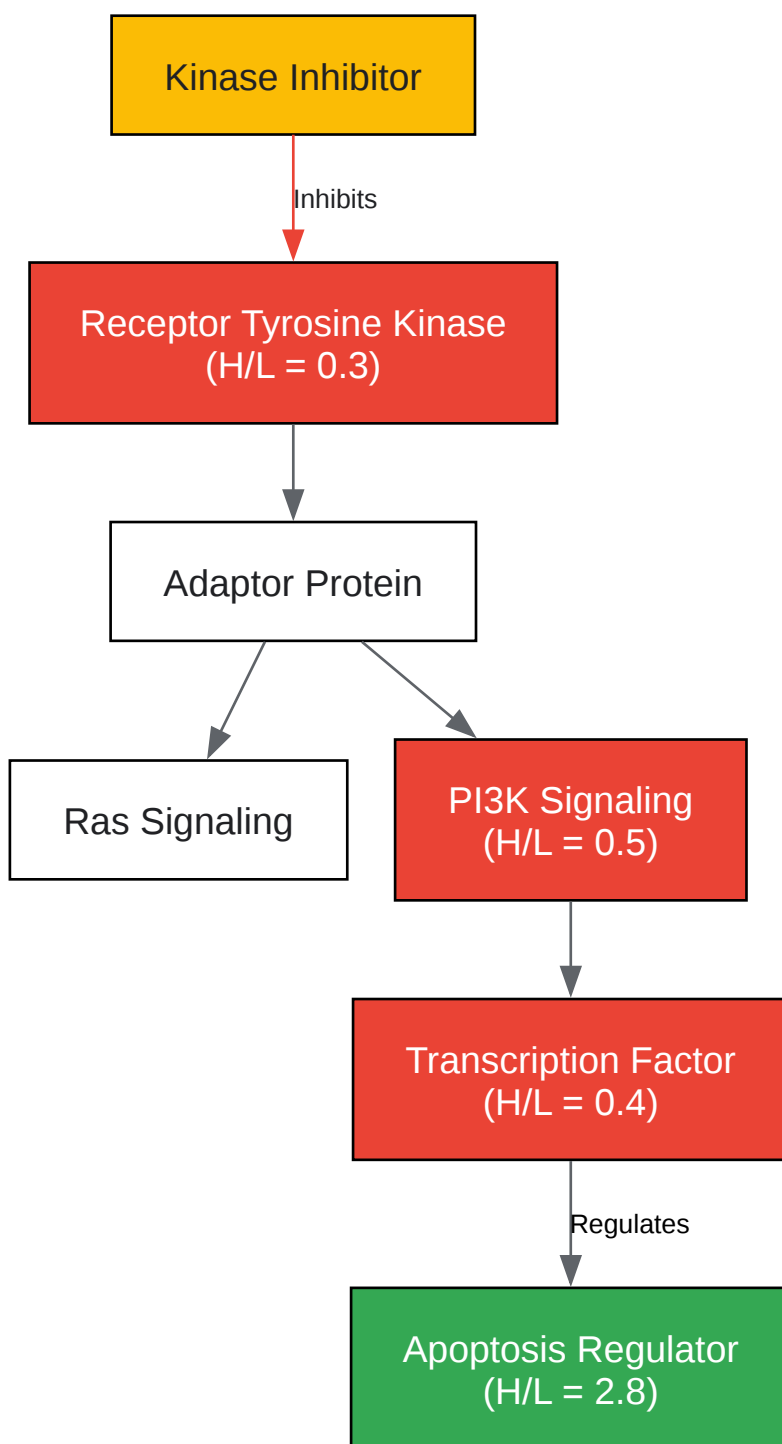 Kinase Inhibitor
Inhibits
Receptor Tyrosine Kinase
(H/L = 0.3)
Adaptor Protein
Ras Signaling
PI3K Signaling
(H/L = 0.5)
Transcription Factor
(H/L = 0.4)
Regulates
Apoptosis Regulator
(H/L = 2.8)